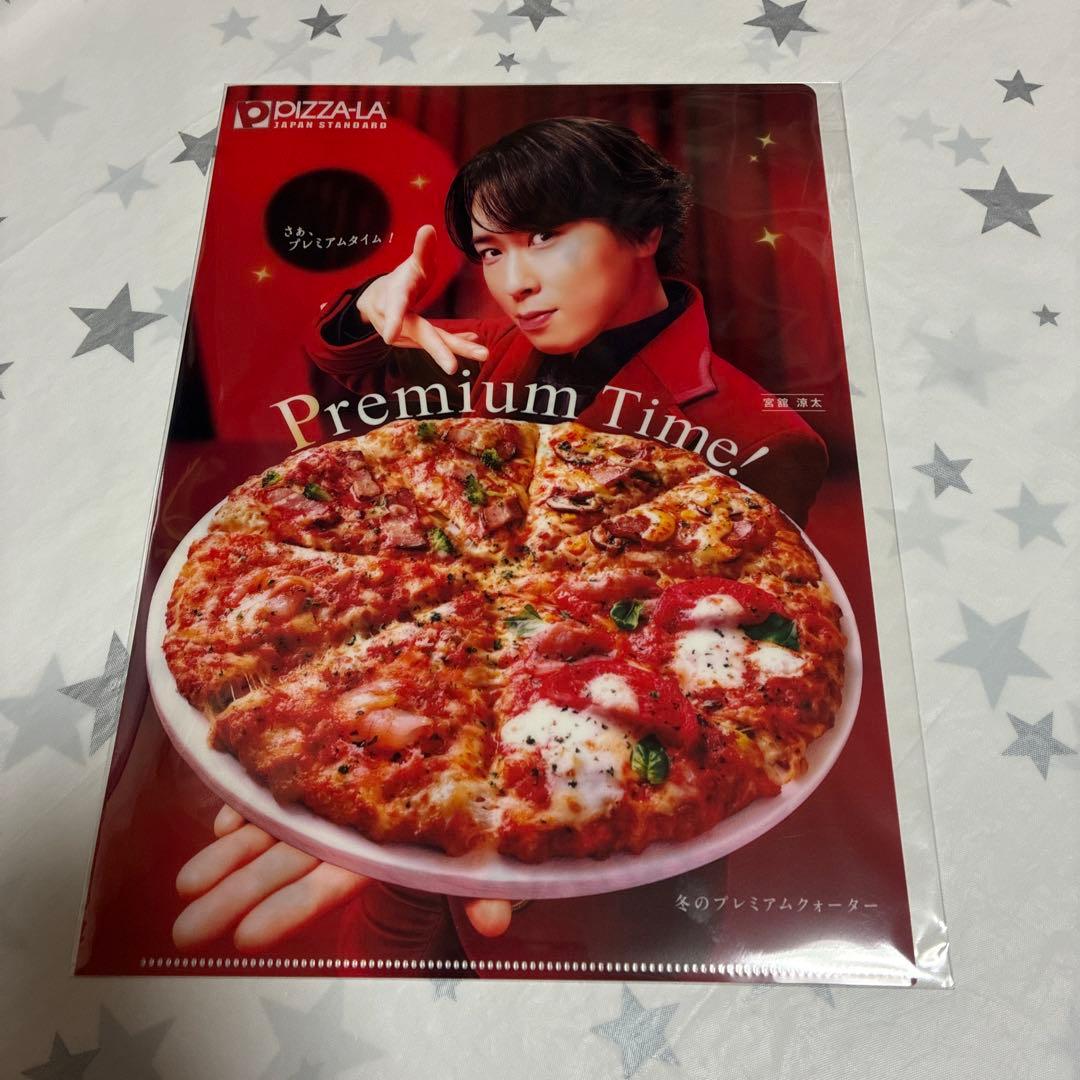 PIZZA-LA
JAPAN STANDARD
さぁ、
プレミアムタイム！
Premium Time!
宮舘 涼太
冬のプレミアムクォーター